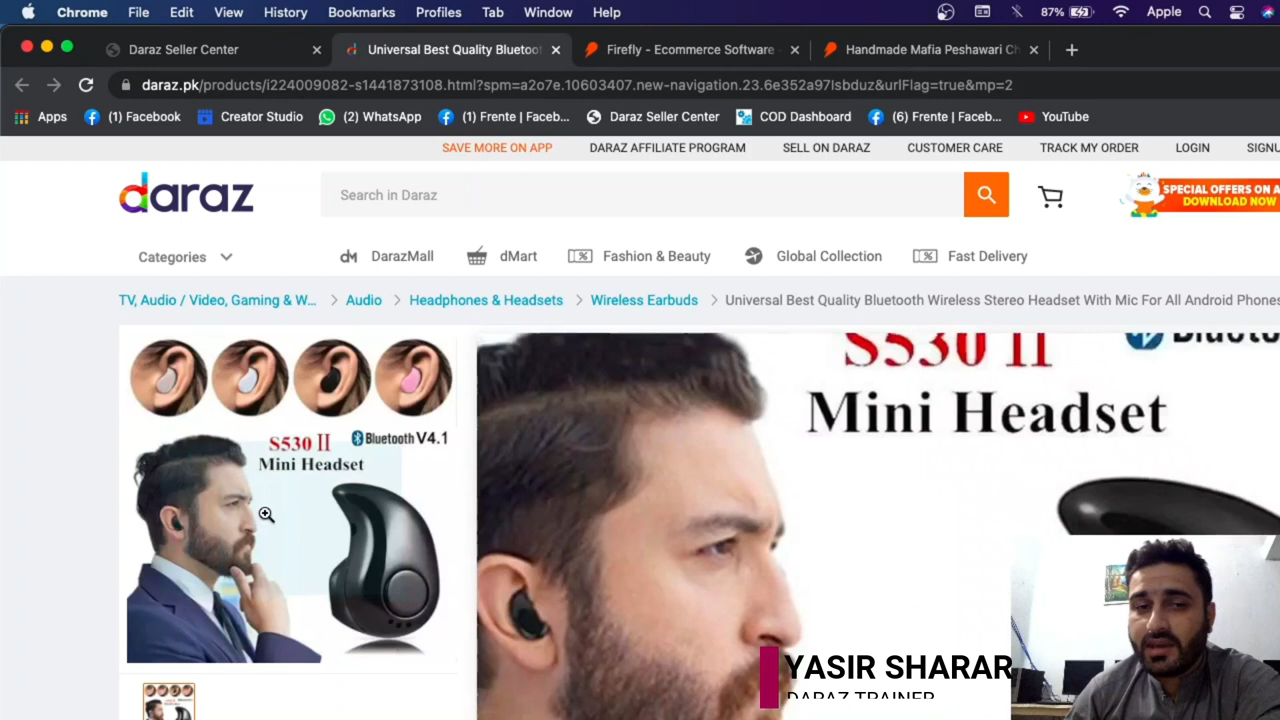 Chrome File Edit View History Bookmarks Profiles Tab Window Help 87% Apple
Daraz Seller Center Universal Best Quality Bluetoot Firefly - Ecommerce Software Handmade Mafia Peshawari Ch
daraz.pk/products/i224009082-s1441873108.html?spm=a2o7e.10603407.new-navigation.23.6e352a97lsbduz&urlFlag=true&mp=2
Apps (1) Facebook Creator Studio (2) WhatsApp (1) Frente | Faceb... Daraz Seller Center COD Dashboard (6) Frente | Faceb... YouTube
SAVE MORE ON APP DARAZ AFFILIATE PROGRAM SELL ON DARAZ CUSTOMER CARE TRACK MY ORDER LOGIN SIGNU
daraz
Search in Daraz
SPECIAL OFFERS ON A
DOWNLOAD NOW
Categories DarazMall dMart Fashion & Beauty Global Collection Fast Delivery
TV, Audio / Video, Gaming & W... Audio Headphones & Headsets Wireless Earbuds Universal Best Quality Bluetooth Wireless Stereo Headset With Mic For All Android Phones
S530 II Bluetooth V4.1
Mini Headset
S530 II
Mini Headset
YASIR SHARAR
DARAZ TRAINER